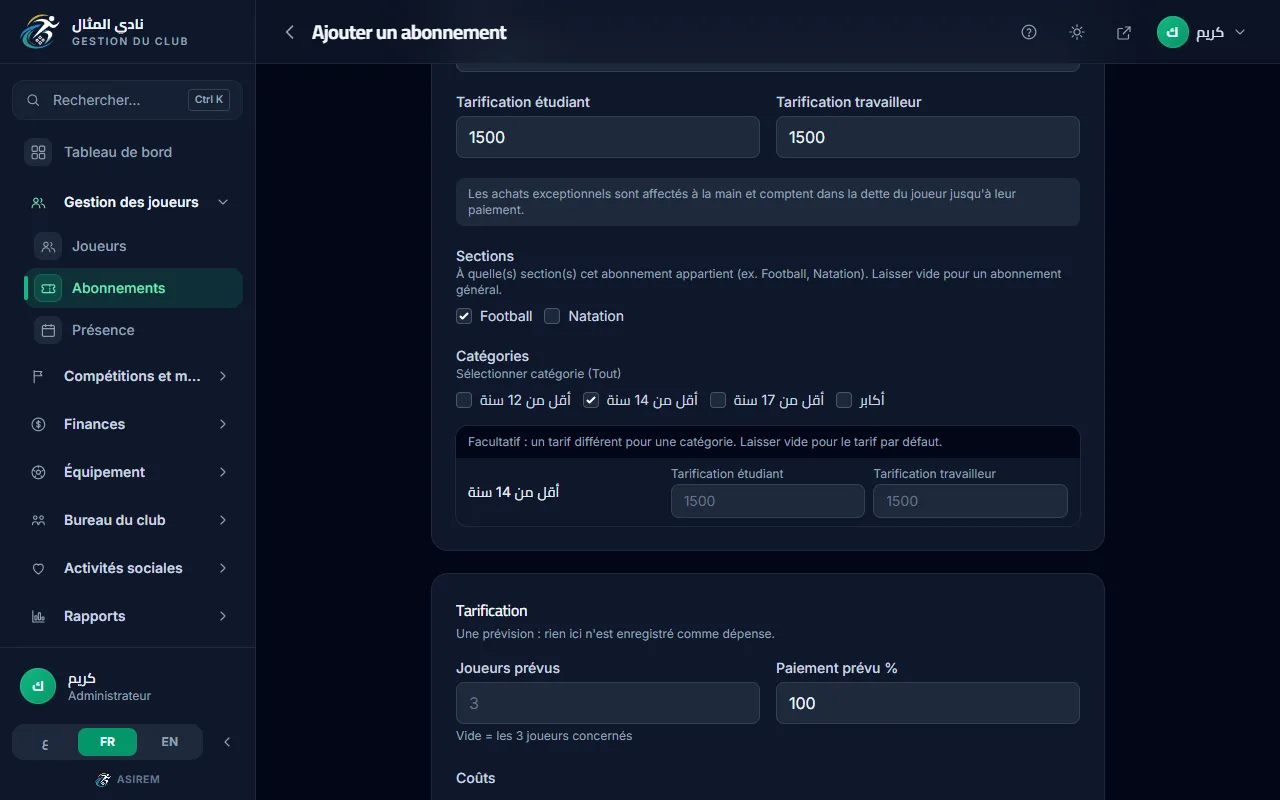 نادي المثال
GESTION DU CLUB
Rechercher...
Ctrl K
Tableau de bord
Gestion des joueurs
Joueurs
Abonnements
Présence
Compétitions et m...
Finances
Équipement
Bureau du club
Activités sociales
Rapports
ك
كريم
Administrateur
ع
FR
EN
ASIREM
Ajouter un abonnement
ك
كريم
Tarification étudiant
Tarification travailleur
1500
1500
Les achats exceptionnels sont affectés à la main et comptent dans la dette du joueur jusqu'à leur
paiement.
Sections
À quelle(s) section(s) cet abonnement appartient (ex. Football, Natation). Laisser vide pour un abonnement
général.
Football
Natation
Catégories
Sélectionner catégorie (Tout)
أقل من 12 سنة
أقل من 14 سنة
أقل من 17 سنة
أكابر
Facultatif : un tarif différent pour une catégorie. Laisser vide pour le tarif par défaut.
أقل من 14 سنة
Tarification étudiant
Tarification travailleur
1500
1500
Tarification
Une prévision : rien ici n'est enregistré comme dépense.
Joueurs prévus
Paiement prévu %
3
100
Vide = les 3 joueurs concernés
Coûts